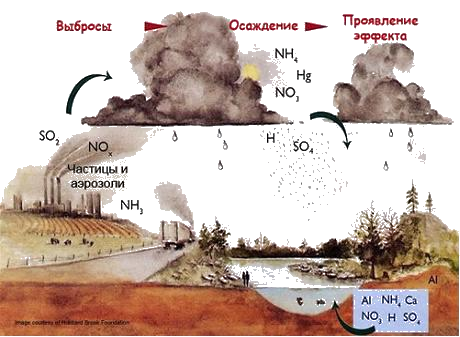 Выбросы
Осаждение
Проявление
эффекта
NH4
Hg
NO3
SO2
NOx
H
SO4
Частицы и
аэрозоли
NH3
Al
Al NH4 Ca
NO3 H SO4
Image courtesy of Hubbard Brook Foundation